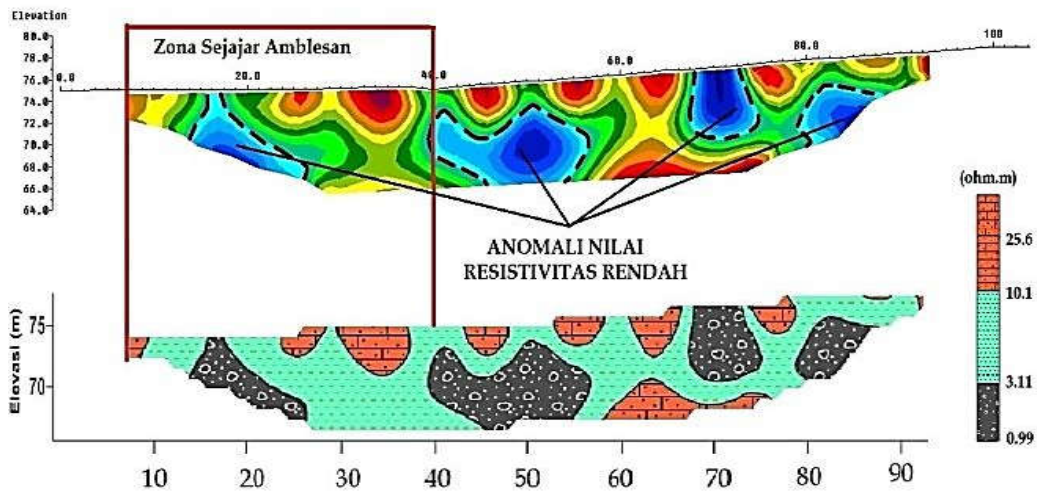 Elevation
80.0
78.0
76.0
74.0
72.0
70.0
68.0
66.0
64.0
Zona Sejajar Amblesan
0.0 20.0 40.0 60.0 80.0 100
ANOMALI NILAI
RESISTIVITAS RENDAH
(ohm.m)
25.6
10.1
3.11
0.99
Elevasi (m)
75
70
10 20 30 40 50 60 70 80 90